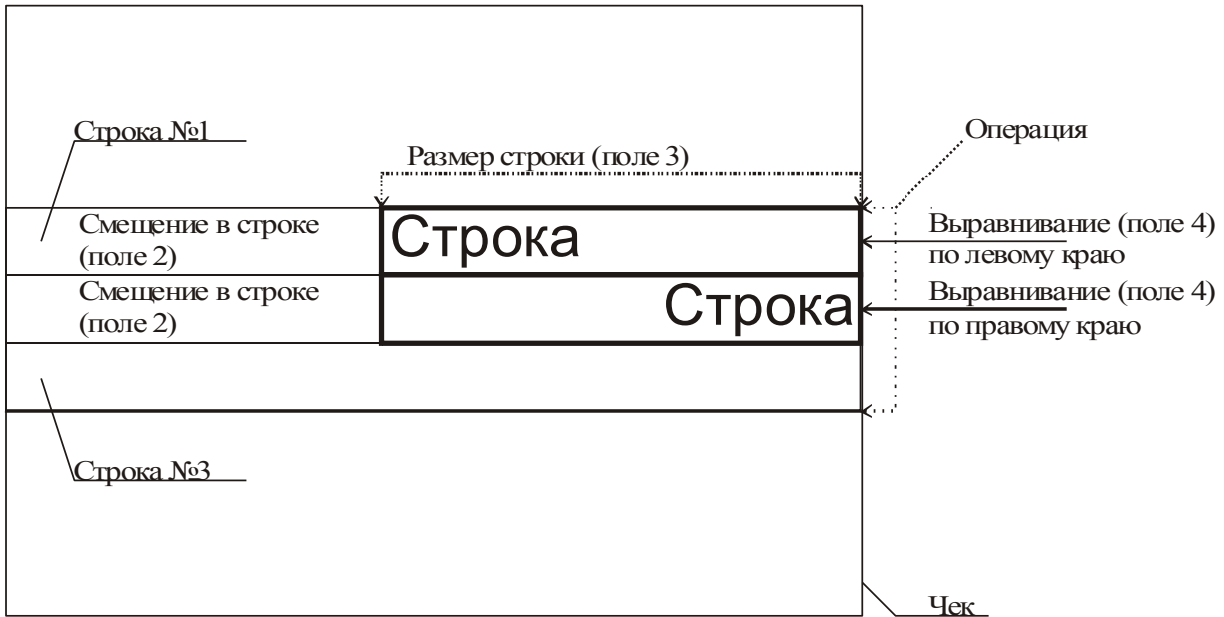 Строка №1
Операция
Размер строки (поле 3)
Смещение в строке
(поле 2)
Строка
Выравнивание (поле 4)
по левому краю
Смещение в строке
(поле 2)
Строка
Выравнивание (поле 4)
по правому краю
Строка №3
Чек